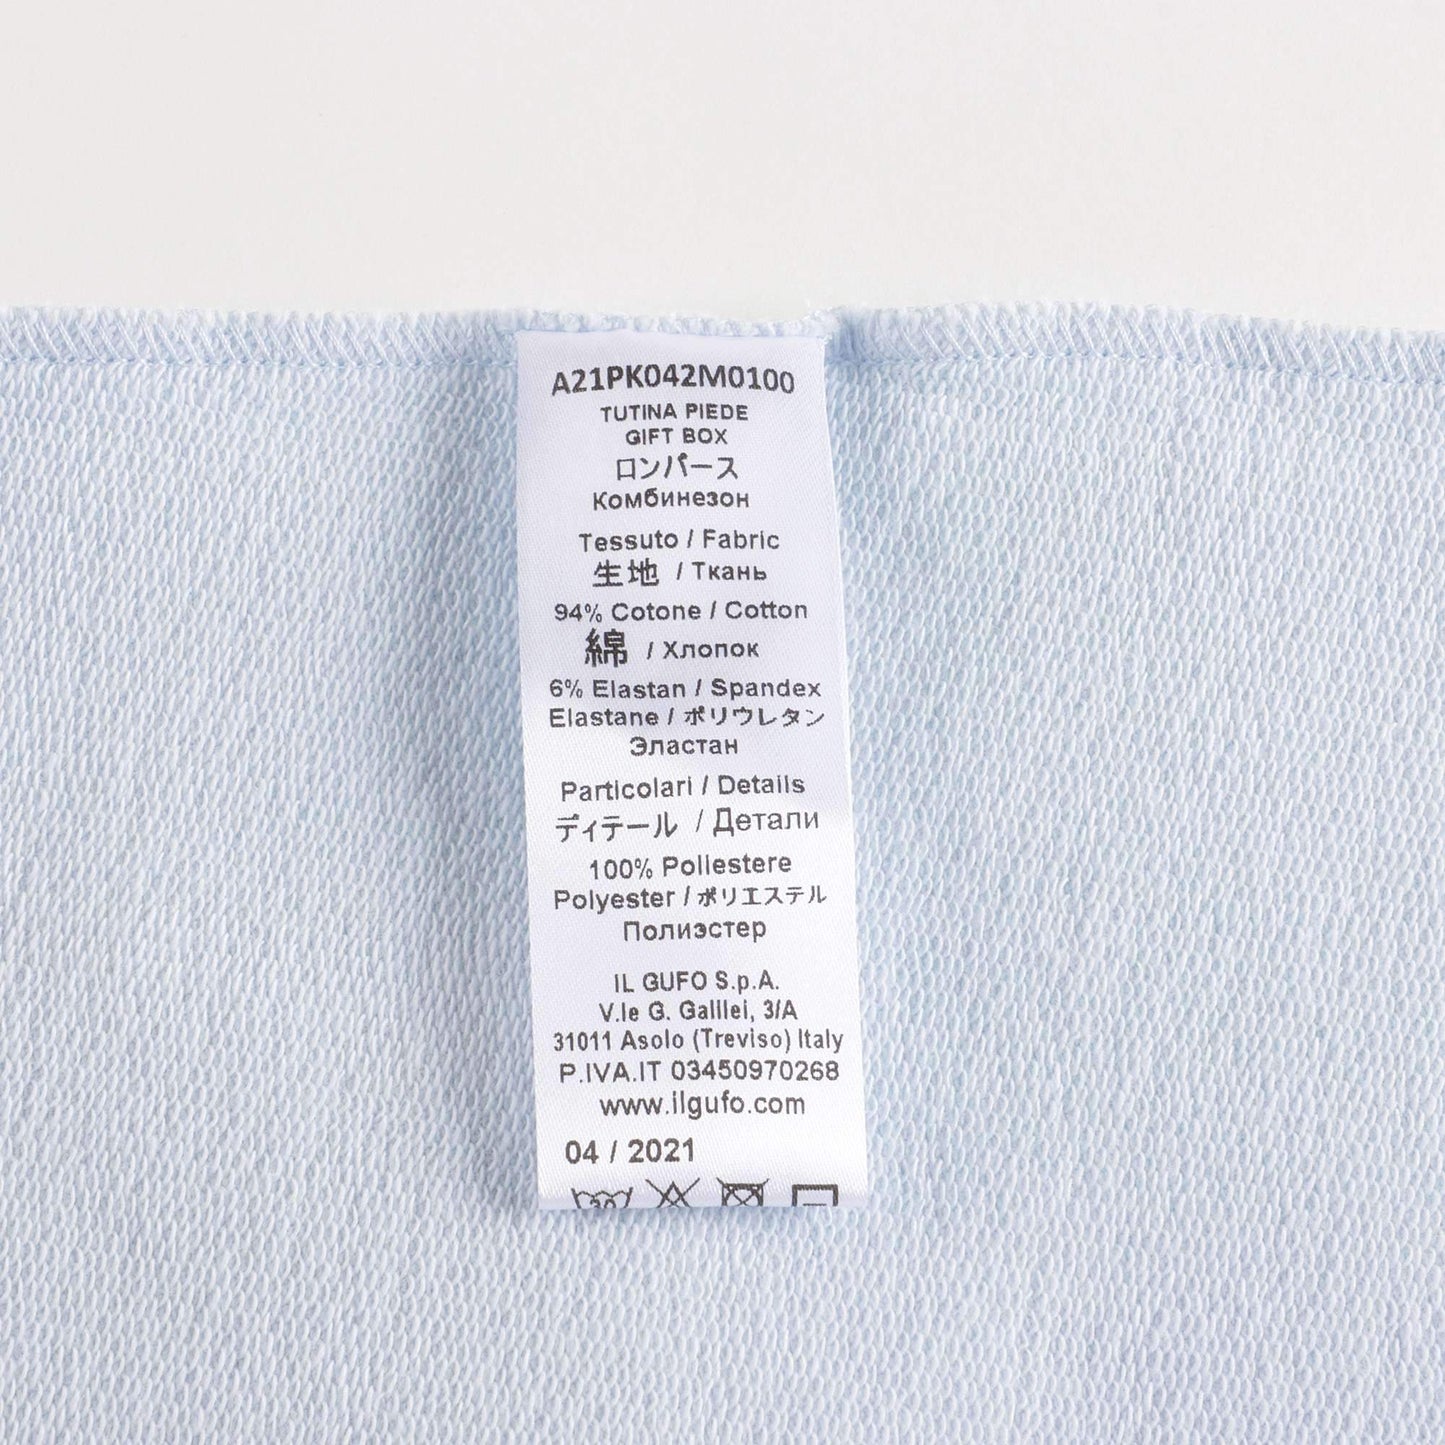 A21PK042M0100
TUTINA PIEDE
GIFT BOX
ロンパース
Комбинезон
Tessuto / Fabric
生地 / Ткань
94% Cotone / Cotton
綿 / Хлопок
6% Elastan / Spandex
Elastane / ポリウレタン
Эластан
Particolari / Details
ディテール / Детали
100% Poliestere
Polyester / ポリエステル
Полиэстер
IL GUFO S.p.A.
V.le G. Galilei, 3/A
31011 Asolo (Treviso) Italy
P.IVA.IT 03450970268
www.ilgufo.com
04 / 2021
30